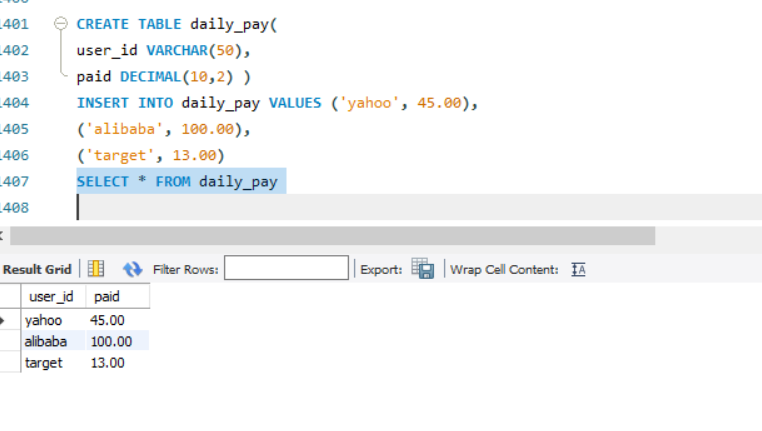 1401 CREATE TABLE daily_pay(
1402 user_id VARCHAR(50),
1403 paid DECIMAL(10,2) )
1404 INSERT INTO daily_pay VALUES ('yahoo', 45.00),
1405 ('alibaba', 100.00),
1406 ('target', 13.00)
1407 SELECT * FROM daily_pay
1408
Result Grid Filter Rows: Export: Wrap Cell Content: IA
user_id paid
yahoo 45.00
alibaba 100.00
target 13.00